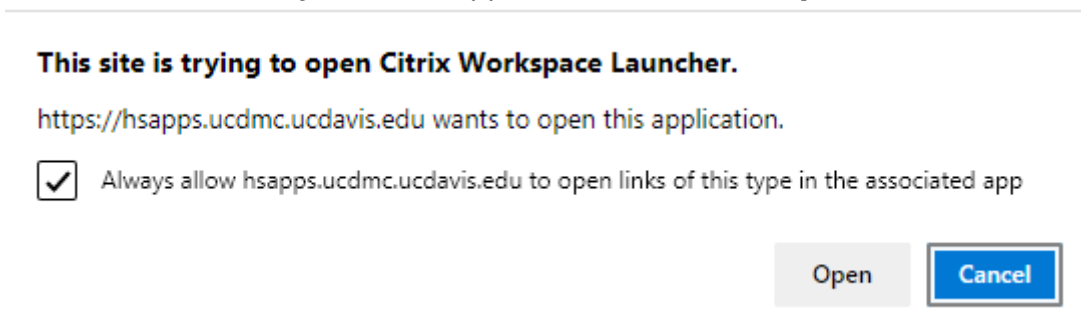 This site is trying to open Citrix Workspace Launcher.
https://hsapps.ucdmc.ucdavis.edu wants to open this application.
Always allow hsapps.ucdmc.ucdavis.edu to open links of this type in the associated app
Open Cancel